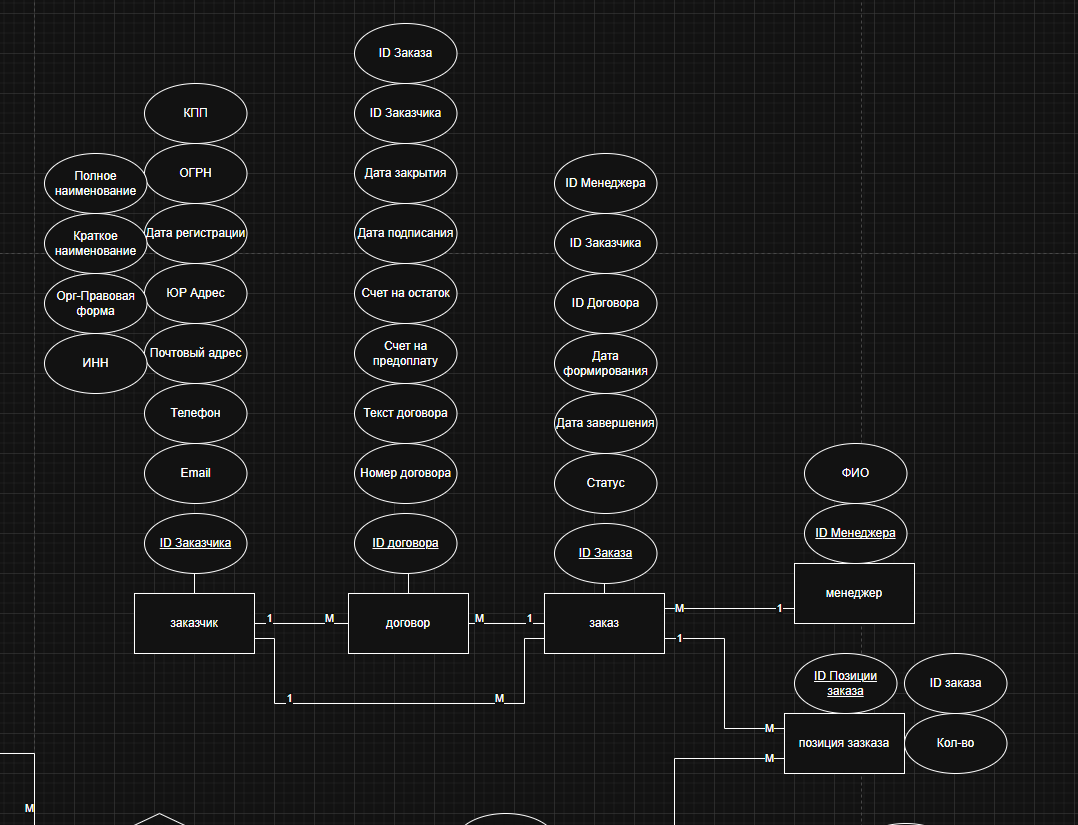 ID Заказа
КПП
ID Заказчика
Полное
наименование
ОГРН
Дата закрытия
ID Менеджера
Краткое
наименование
Дата регистрации
Дата подписания
ID Заказчика
Орг-Правовая
форма
ЮР Адрес
Счет на остаток
ID Договора
ИНН
Почтовый адрес
Счет на
предоплату
Дата
формирования
Телефон
Текст договора
Дата завершения
Email
Номер договора
Статус
ФИО
ID Заказчика
ID договора
ID Заказа
ID Менеджера
заказчик
1
М
договор
М
1
заказ
М
1
менеджер
1
1
М
ID Позиции
заказа
ID заказа
М
позиция зазказа
Кол-во
М
М